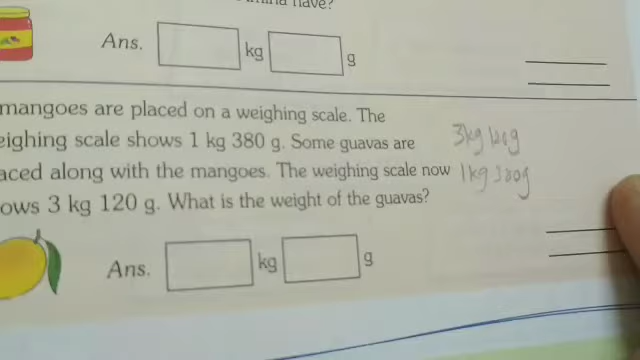 have?
Ans. kg g
mangoes are placed on a weighing scale. The
eighing scale shows 1 kg 380 g. Some guavas are
aced along with the mangoes. The weighing scale now
ows 3 kg 120 g. What is the weight of the guavas?
3kg 120g
1kg 380g
Ans. kg g